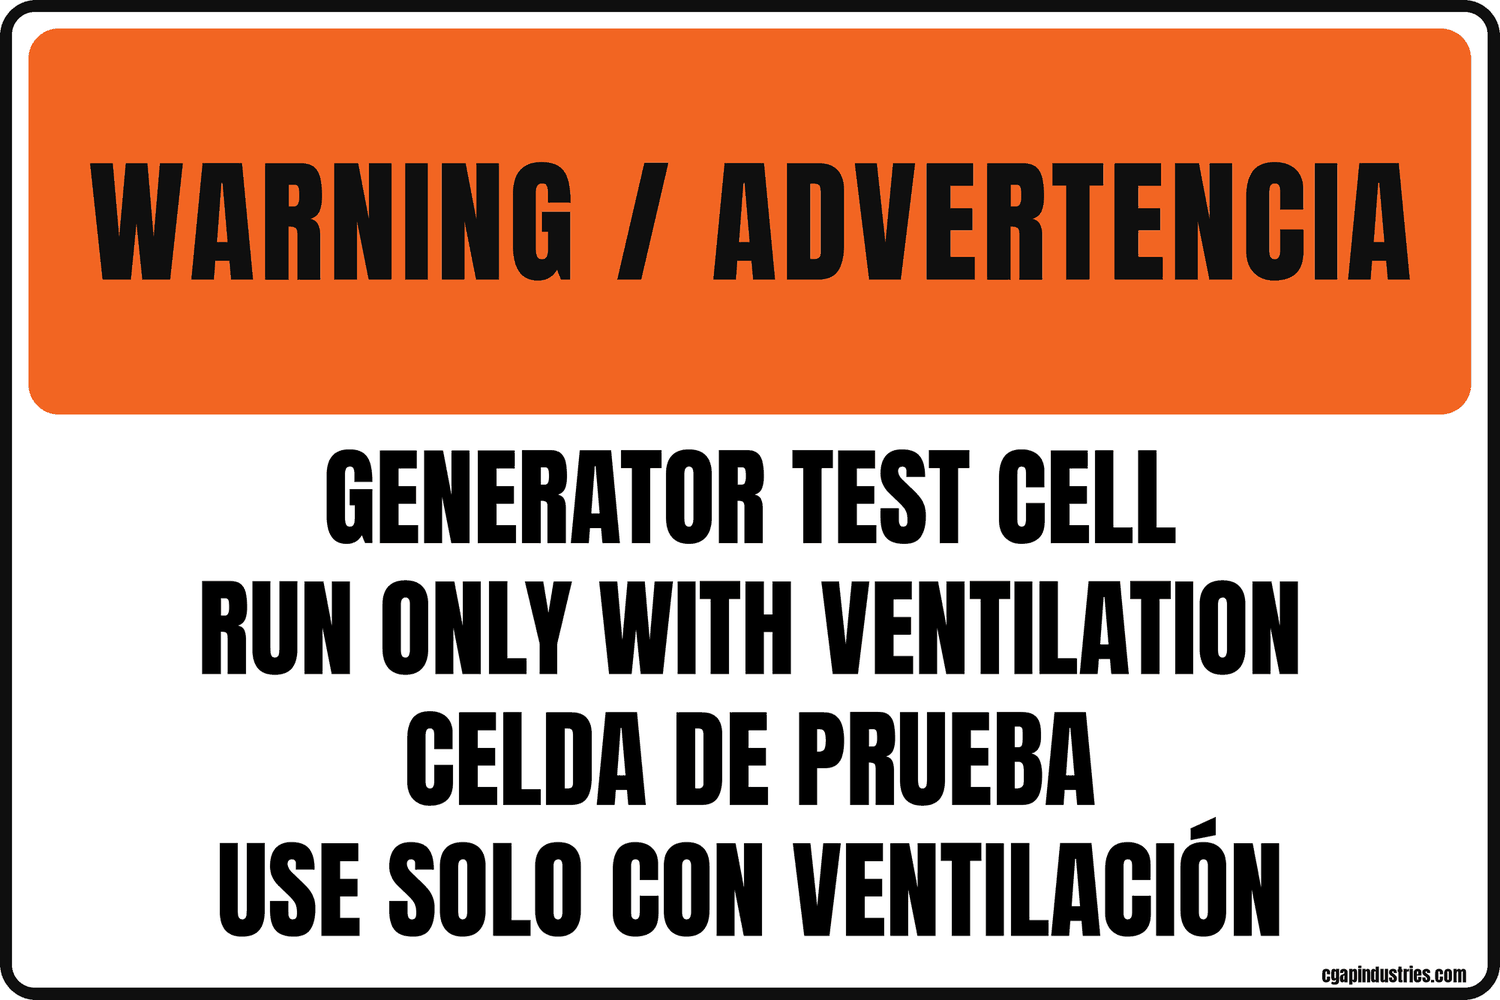 WARNING / ADVERTENCIA
GENERATOR TEST CELL
RUN ONLY WITH VENTILATION
CELDA DE PRUEBA
USE SOLO CON VENTILACIÓN
cgapindustries.com